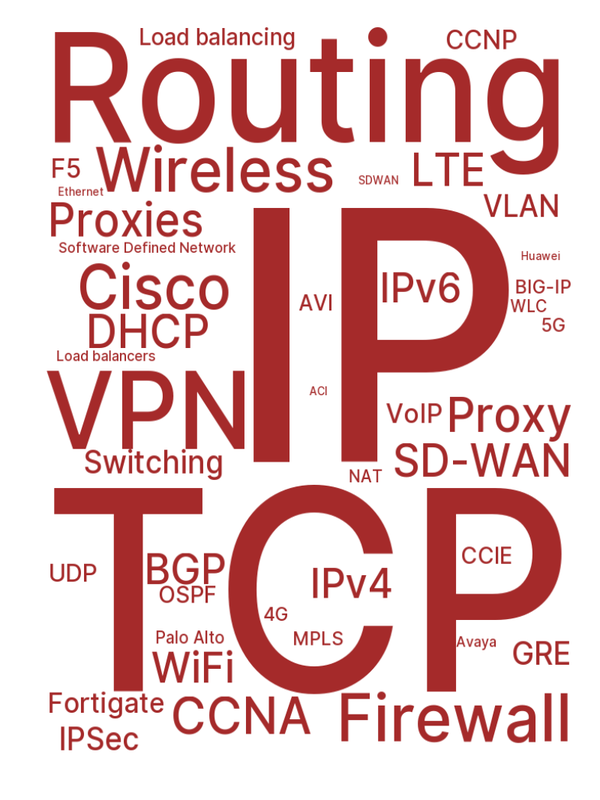 Load balancing
CCNP
Routing
F5
Wireless
SDWAN
LTE
Ethernet
VLAN
Proxies
IP
Software Defined Network
Huawei
Cisco
IPv6
BIG-IP
AVI
WLC
DHCP
5G
Load balancers
VPN
ACI
VoIP
Proxy
Switching
SD-WAN
NAT
TCP
CCIE
UDP
BGP
IPv4
OSPF
4G
Palo Alto
MPLS
Avaya
GRE
WiFi
Fortigate
CCNA
Firewall
IPSec